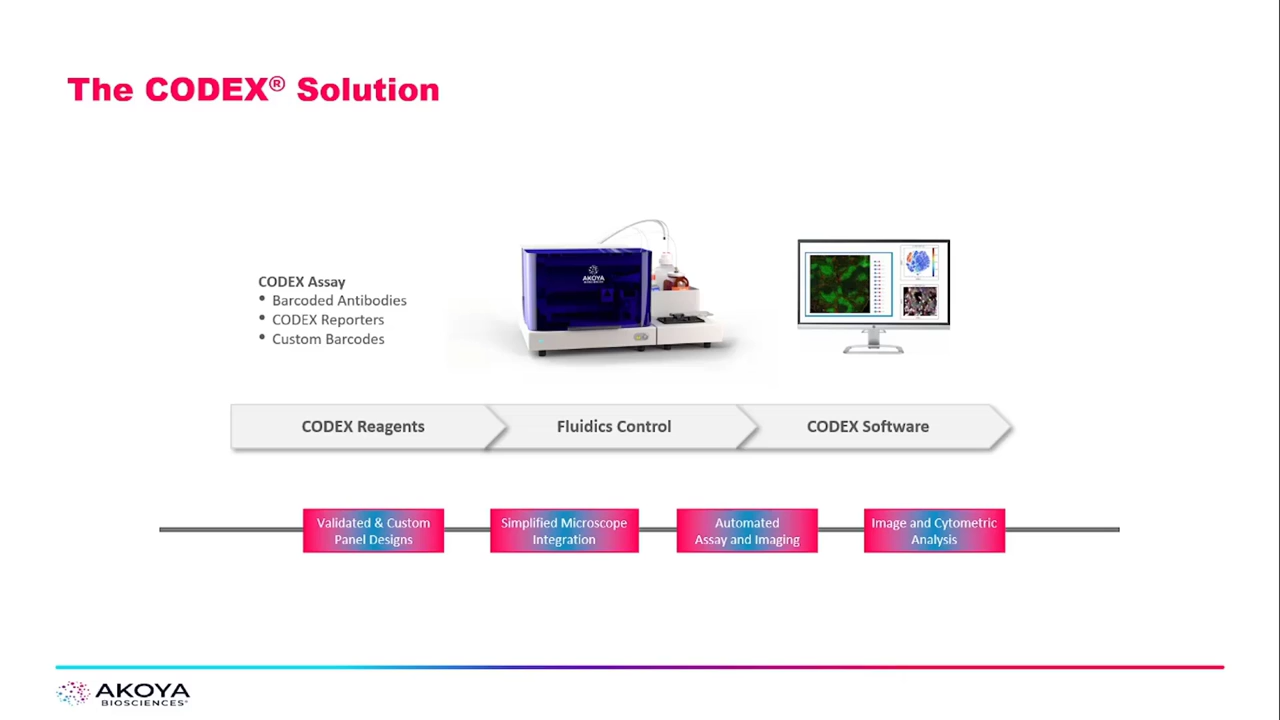 The CODEX® Solution
CODEX Assay
• Barcoded Antibodies
• CODEX Reporters
• Custom Barcodes
AKOYA
CODEX Reagents
Fluidics Control
CODEX Software
Validated & Custom
Panel Designs
Simplified Microscope
Integration
Automated
Assay and Imaging
Image and Cytometric
Analysis
AKOYA
BIOSCIENCES®